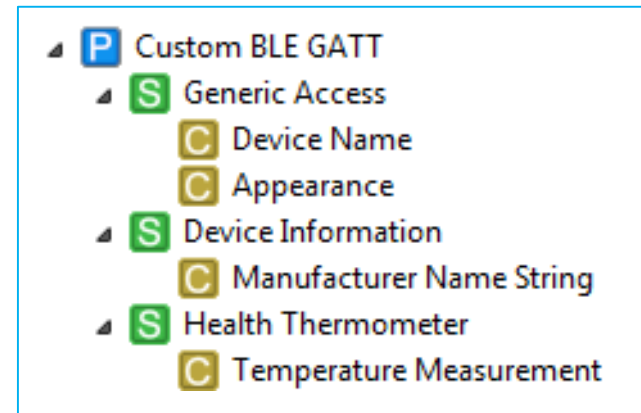 P Custom BLE GATT
S Generic Access
C Device Name
C Appearance
S Device Information
C Manufacturer Name String
S Health Thermometer
C Temperature Measurement